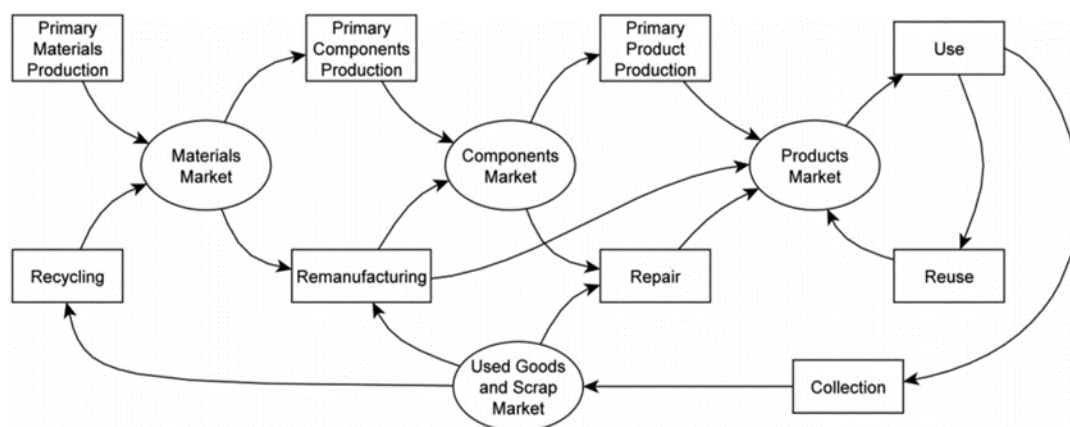 Primary
Materials
Production
Primary
Components
Production
Primary
Product
Production
Use
Materials
Market
Components
Market
Products
Market
Recycling
Remanufacturing
Repair
Reuse
Used Goods
and Scrap
Market
Collection